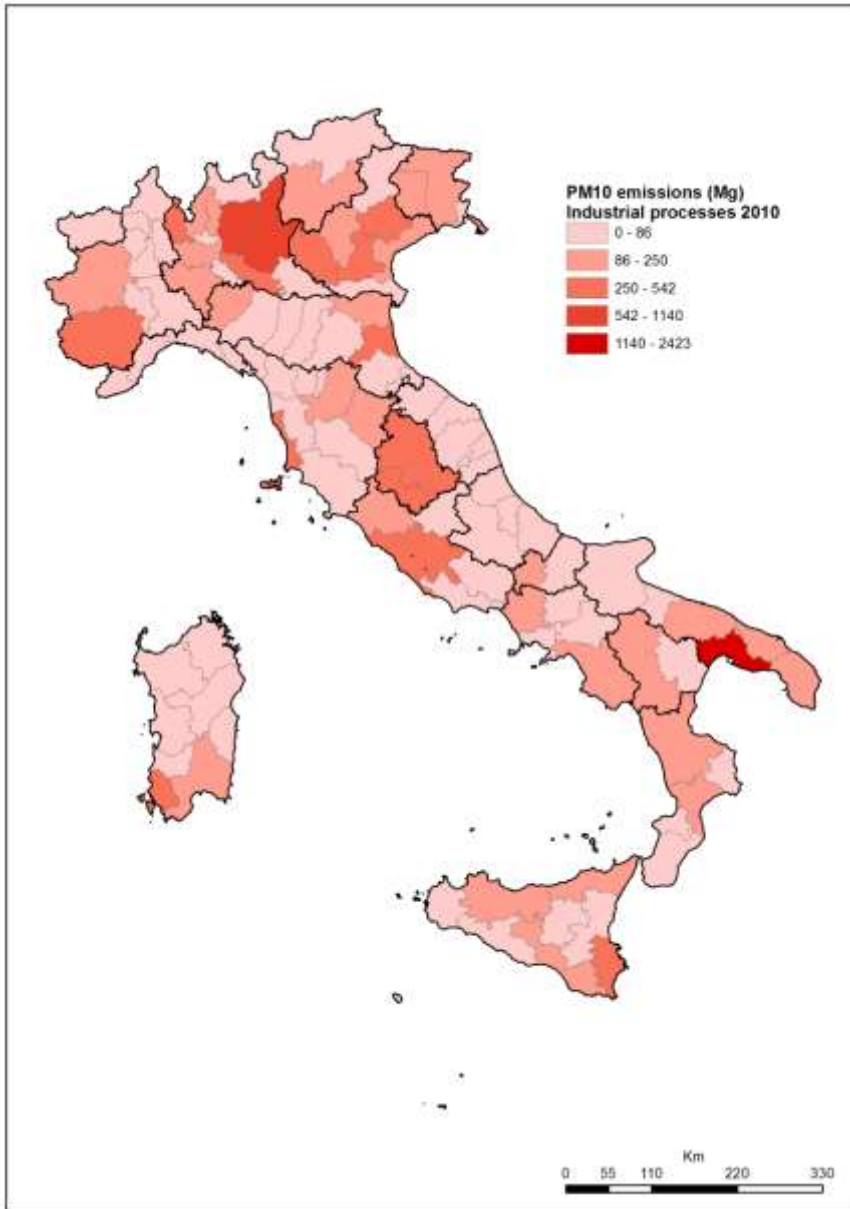 PM10 emissions (Mg)
Industrial processes 2010
0 - 86
86 - 250
250 - 542
542 - 1140
1140 - 2423
Km
0 55 110 220 330